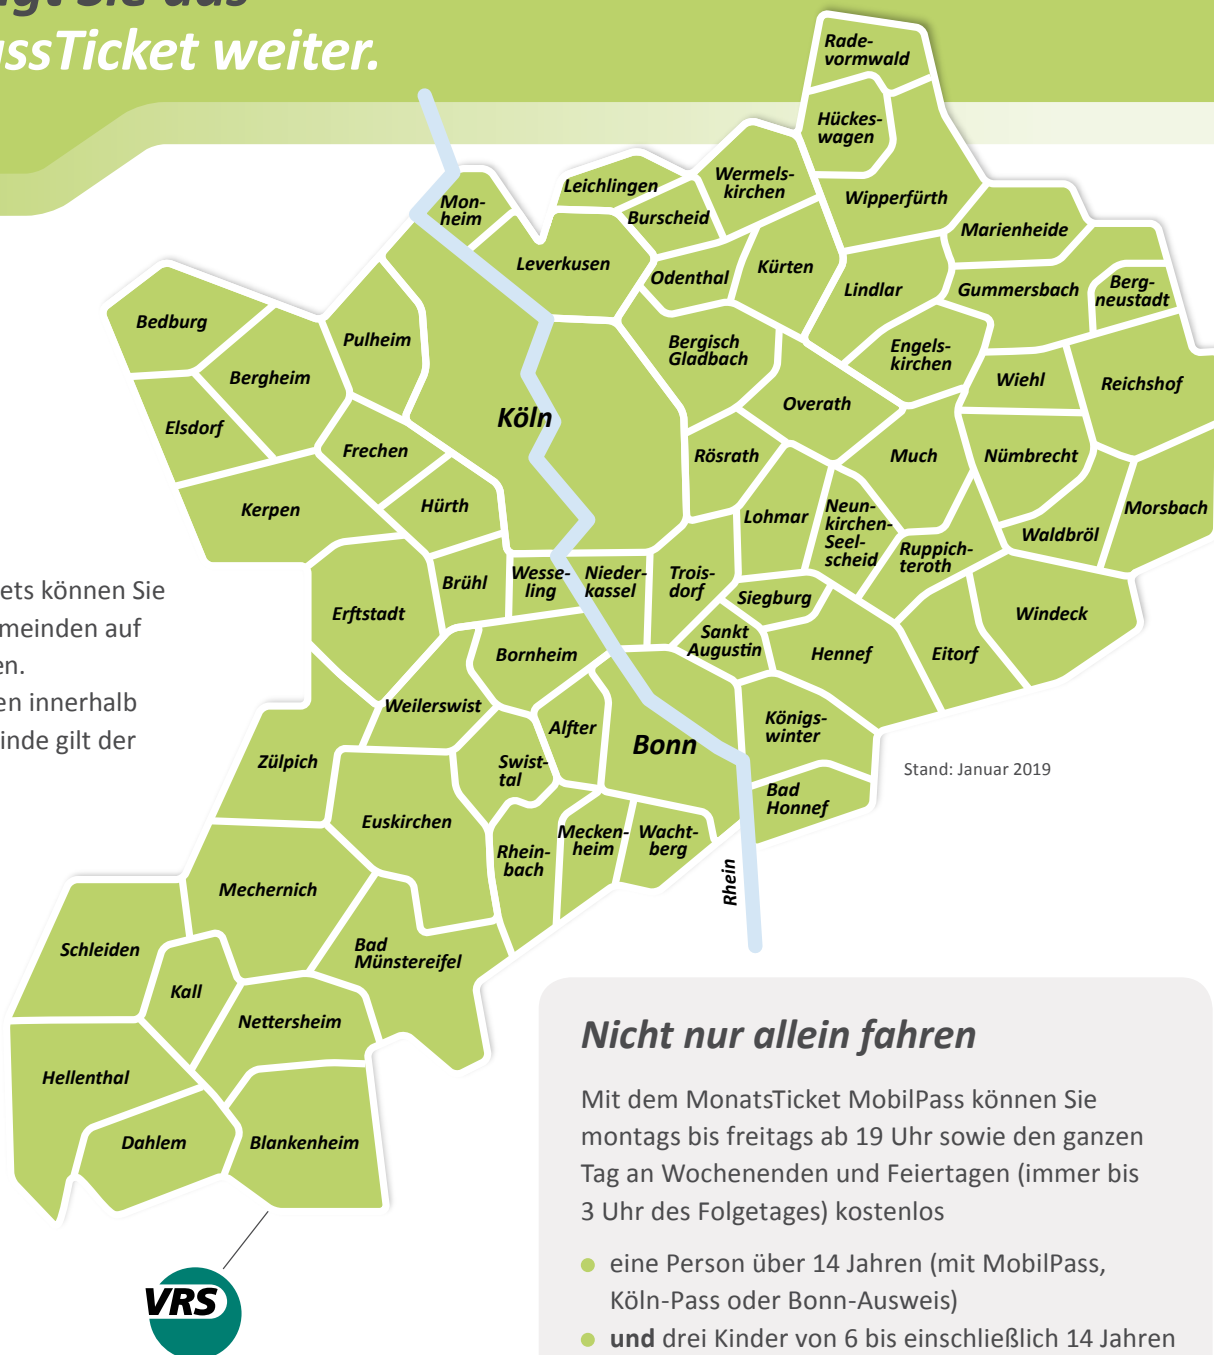 gt Sie das
assTicket weiter.
Rade-
vormwald
Hückes-
wagen
Wermels-
kirchen
Leichlingen
Mon-
heim
Burscheid
Wipperfürth
Marienheide
Leverkusen
Odenthal
Kürten
Lindlar
Gummersbach
Berg-
neustadt
Bedburg
Pulheim
Bergisch
Gladbach
Engels-
kirchen
Bergheim
Wiehl
Reichshof
Köln
Overath
Elsdorf
Frechen
Rösrath
Much
Nümbrecht
Kerpen
Hürth
Lohmar
Neun-
kirchen-
Seel-
scheid
Morsbach
Waldbröl
Ruppich-
teroth
Brühl
Wesse-
ling
Nieder-
kassel
Trois-
dorf
Siegburg
Erftstadt
Windeck
Sankt
Augustin
Bornheim
Hennef
Eitorf
ets können Sie
meinden auf
en.
en innerhalb
inde gilt der
Weilerswist
Alfter
Bonn
Königs-
winter
Zülpich
Swist-
tal
Stand: Januar 2019
Bad
Honnef
Euskirchen
Rhein-
bach
Mecken-
heim
Wacht-
berg
Rhein
Mechernich
Schleiden
Bad
Münstereifel
Kall
Nettersheim
Hellenthal
Dahlem
Blankenheim
VRS
Nicht nur allein fahren
Mit dem MonatsTicket MobilPass können Sie
montags bis freitags ab 19 Uhr sowie den ganzen
Tag an Wochenenden und Feiertagen (immer bis
3 Uhr des Folgetages) kostenlos
eine Person über 14 Jahren (mit MobilPass,
Köln-Pass oder Bonn-Ausweis)
und drei Kinder von 6 bis einschließlich 14 Jahren